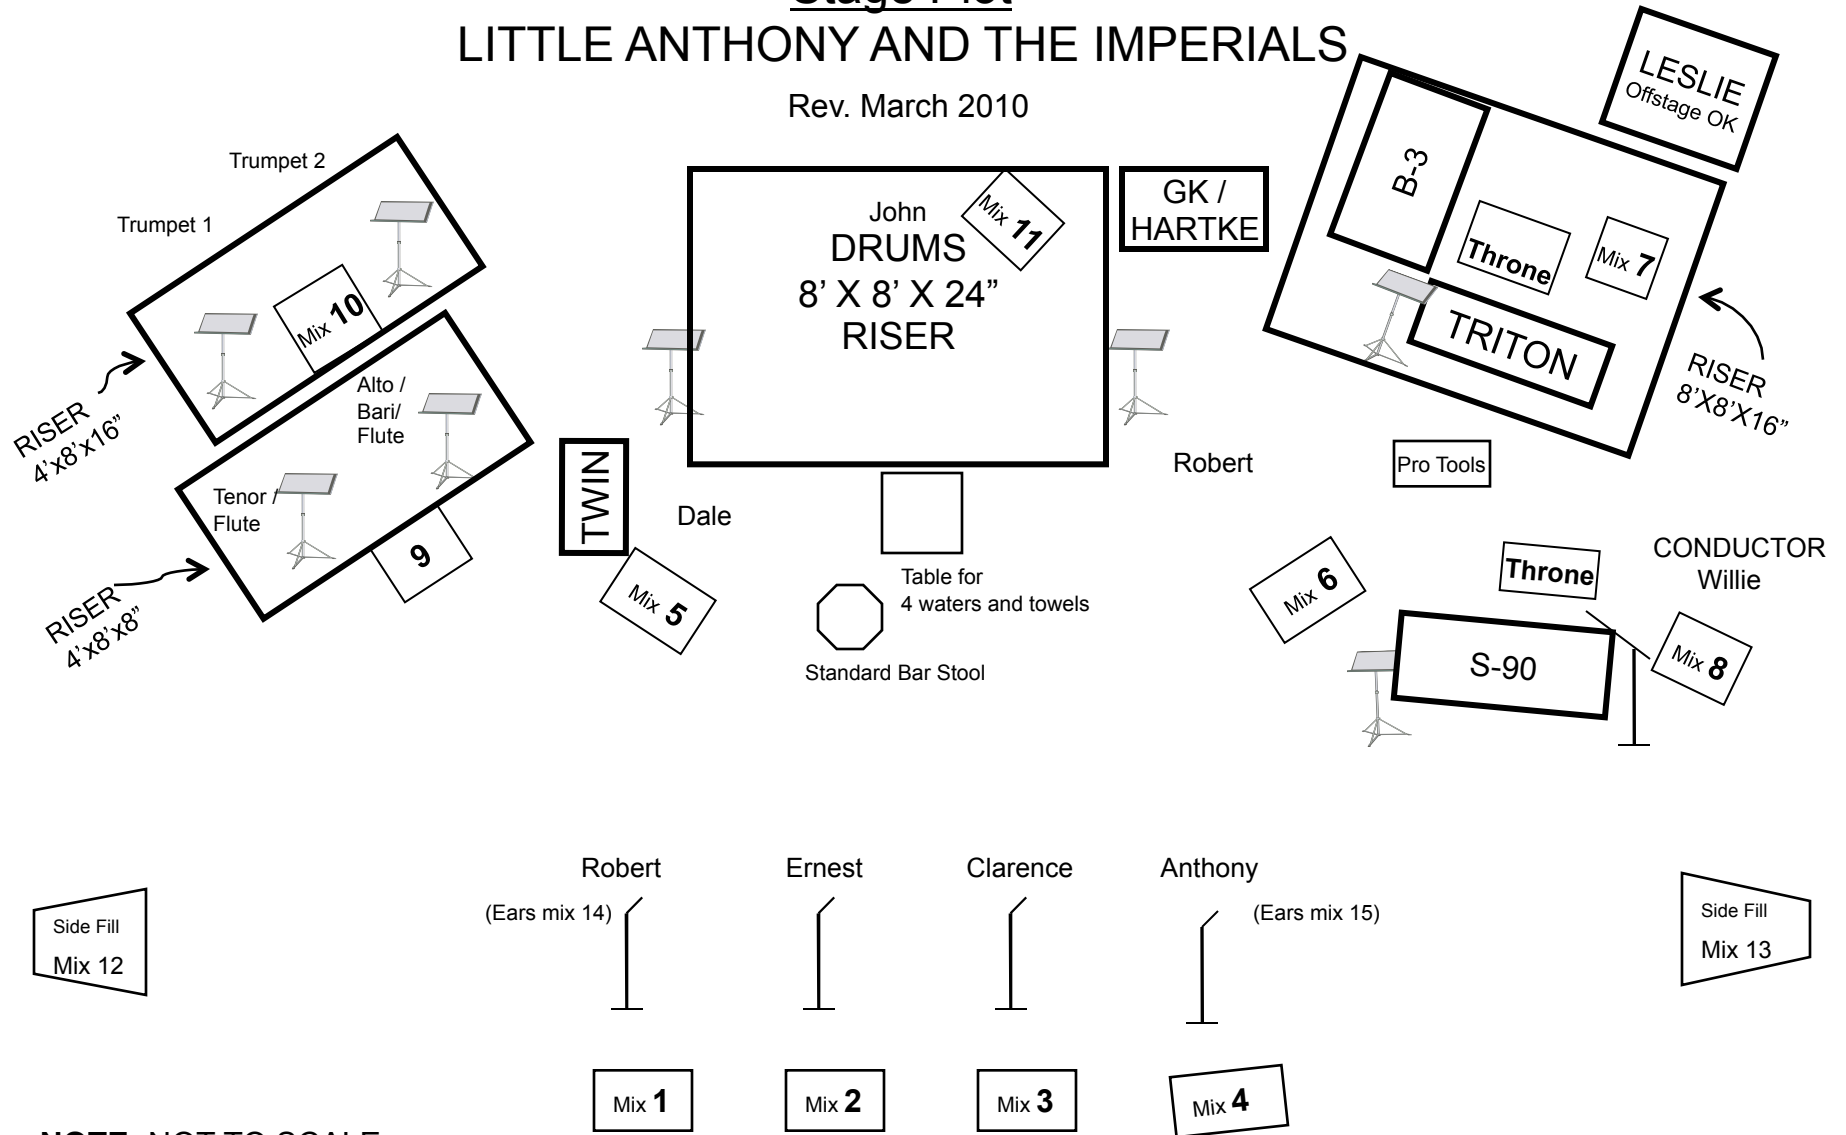 Stage Plot
LITTLE ANTHONY AND THE IMPERIALS
Rev. March 2010
LESLIE
Offstage OK
B-3
Throne
Mix 7
TRITON
RISER
8’X8’X16”
GK /
HARTKE
John
DRUMS
8’ X 8’ X 24”
RISER
Mix 11
Trumpet 2
Trumpet 1
Mix 10
RISER
4’x8’x16”
Alto /
Bari/
Flute
Tenor /
Flute
9
RISER
4’x8’x8”
TWIN
Dale
Mix 5
Table for
4 waters and towels
Standard Bar Stool
Robert
Pro Tools
Mix 6
Throne
CONDUCTOR
Willie
S-90
Mix 8
Robert
Ernest
Clarence
Anthony
(Ears mix 14)
(Ears mix 15)
Side Fill
Mix 12
Side Fill
Mix 13
Mix 1
Mix 2
Mix 3
Mix 4
NOTE: NOT TO SCALE